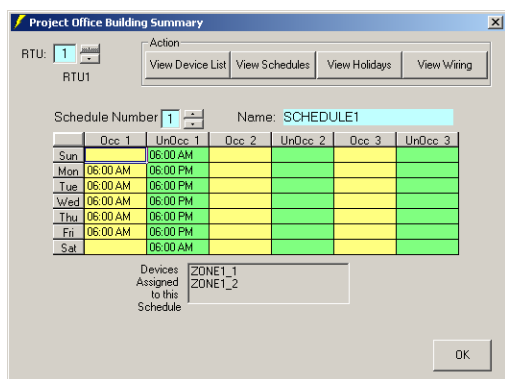 Project Office Building Summary
RTU: 1
RTU1
Action
View Device List View Schedules View Holidays View Wiring
Schedule Number 1 Name: SCHEDULE1
Occ 1 UnOcc 1 Occ 2 UnOcc 2 Occ 3 UnOcc 3
Sun 06:00 AM
Mon 06:00 AM 06:00 PM
Tue 06:00 AM 06:00 PM
Wed 06:00 AM 06:00 PM
Thu 06:00 AM 06:00 PM
Fri 06:00 AM 06:00 PM
Sat 06:00 AM
Devices Assigned to this Schedule
ZONE1_1
ZONE1_2
OK